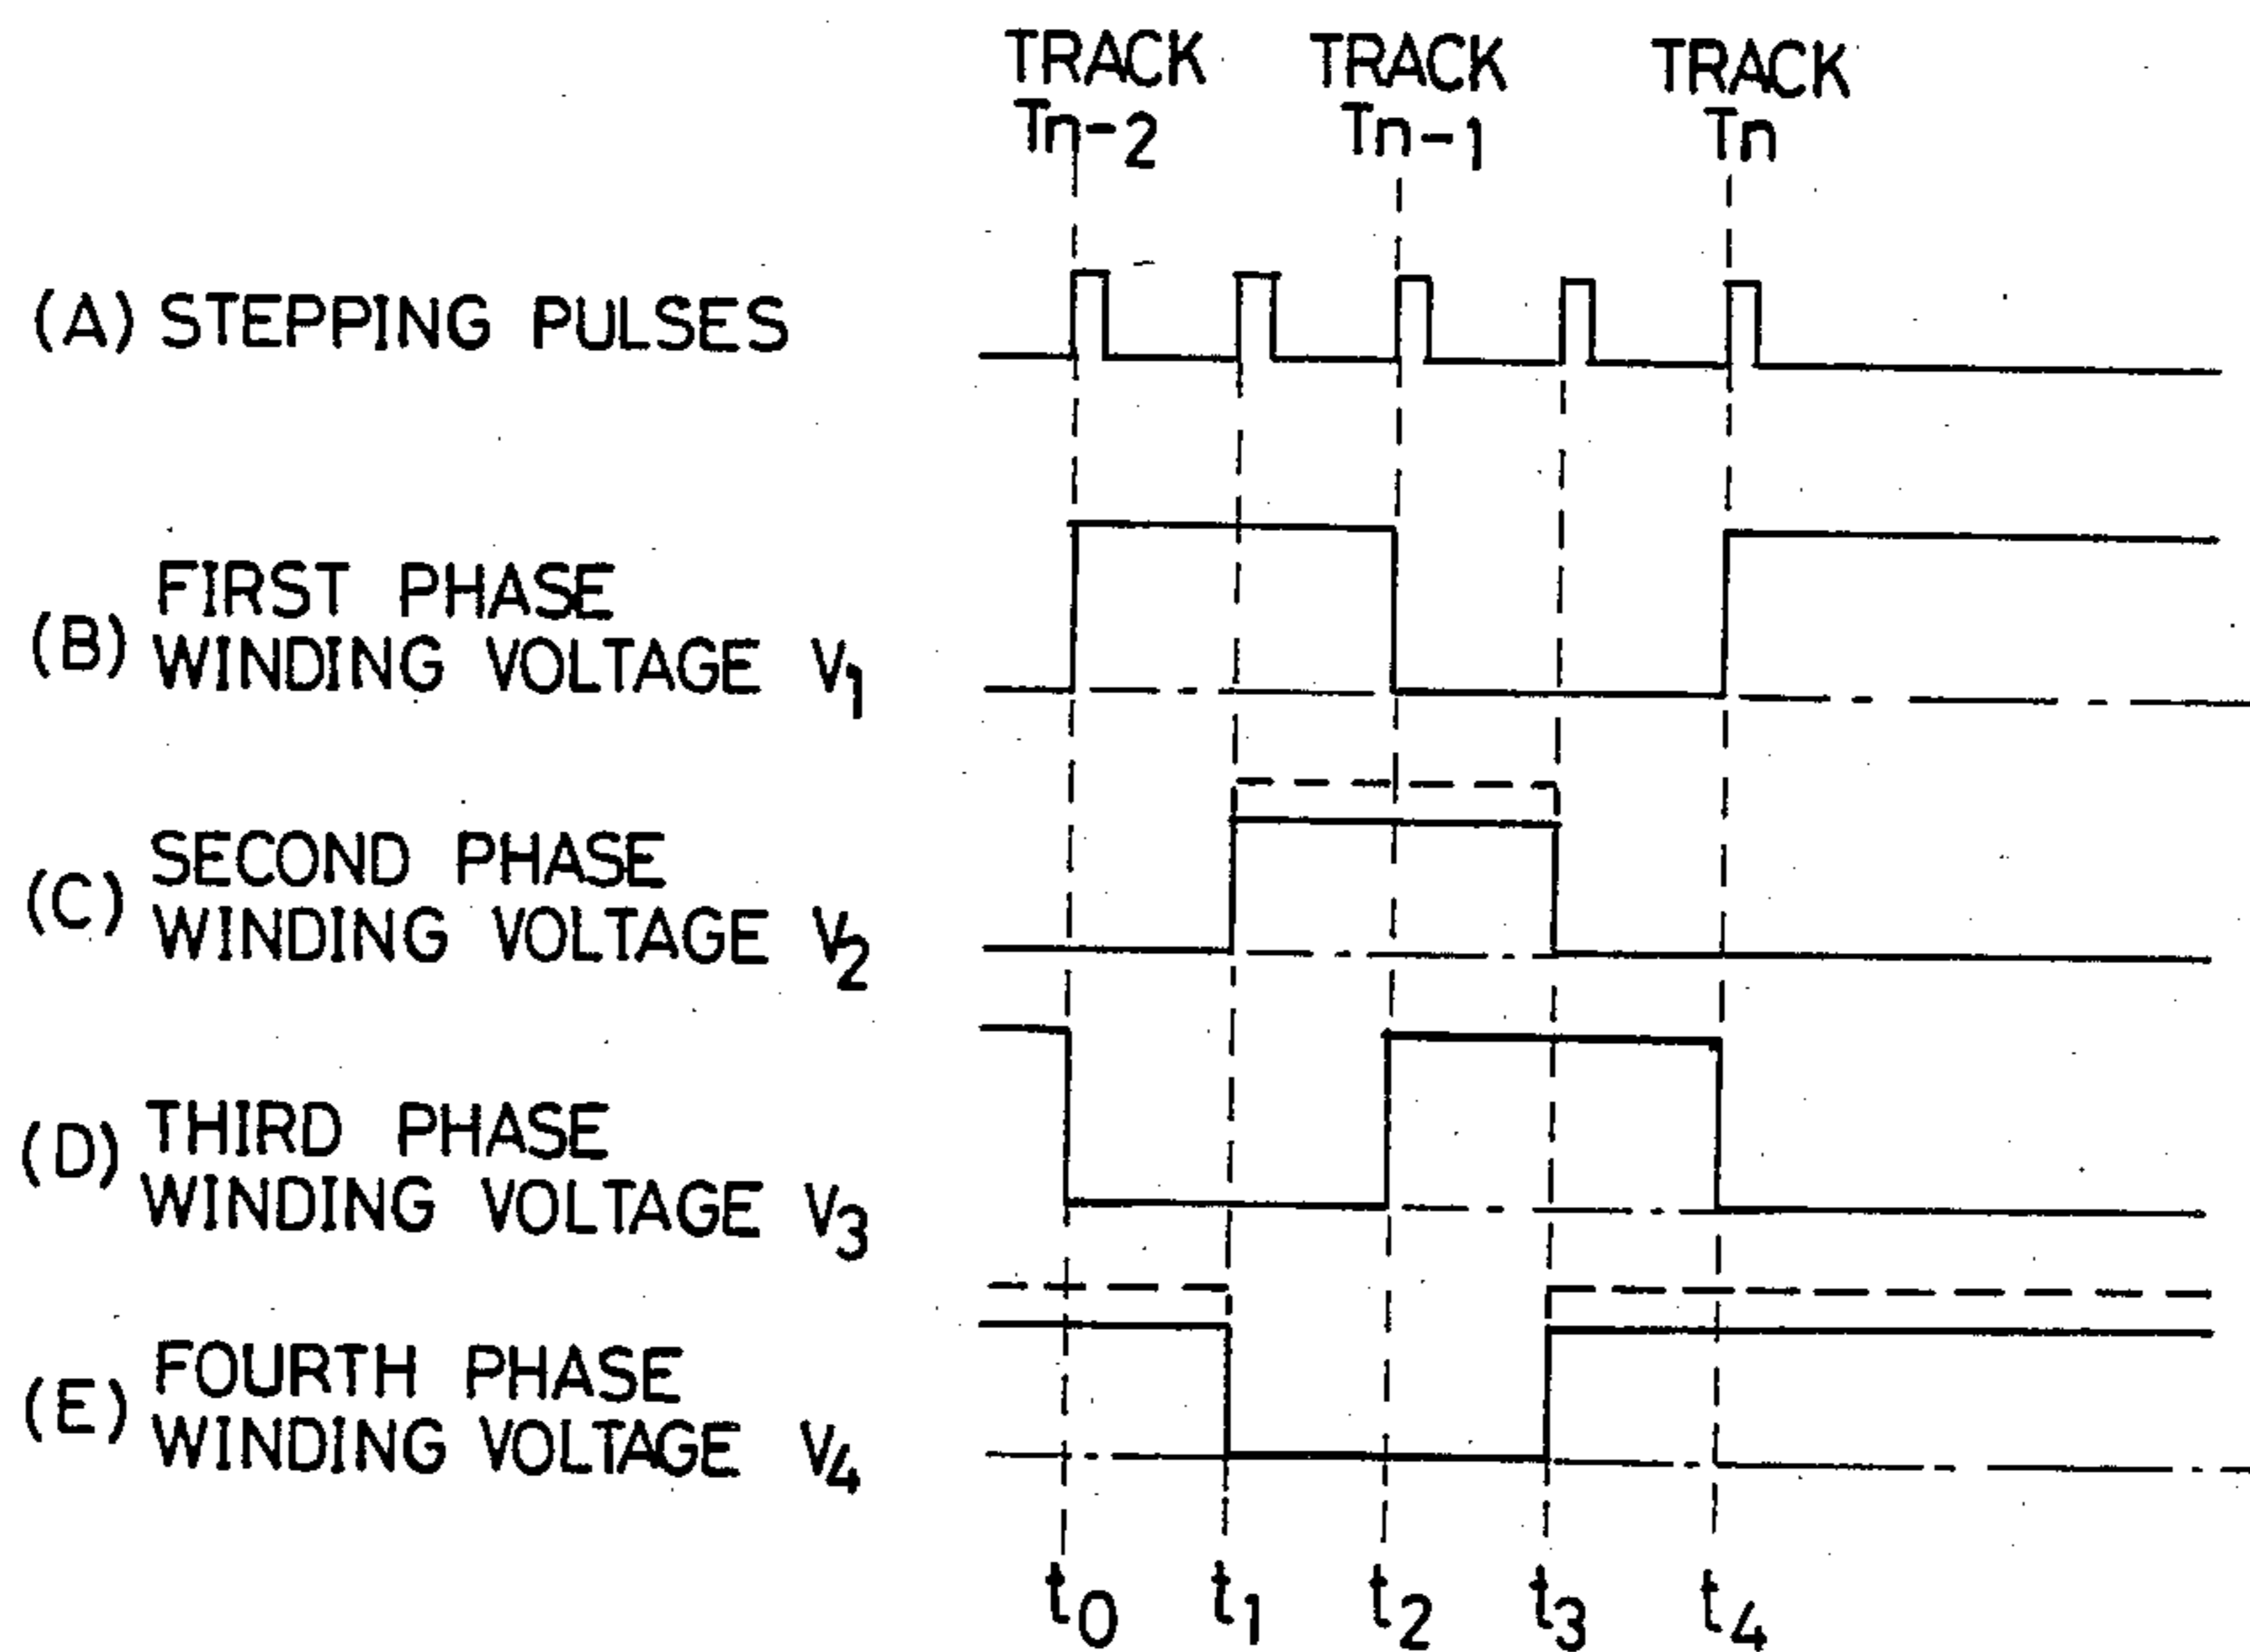 TRACK TRACK TRACK
Tn-2 Tn-1 Tn
(A) STEPPING PULSES
(B) FIRST PHASE
WINDING VOLTAGE V1
(C) SECOND PHASE
WINDING VOLTAGE V2
(D) THIRD PHASE
WINDING VOLTAGE V3
(E) FOURTH PHASE
WINDING VOLTAGE V4
t0 t1 t2 t3 t4